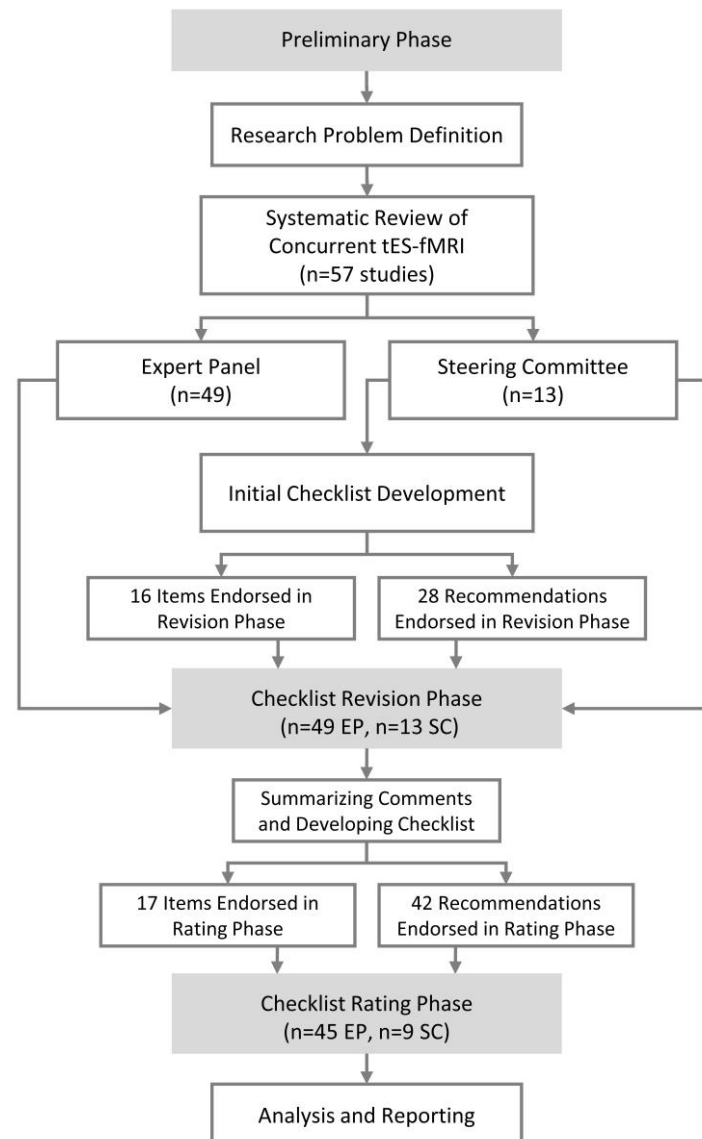 Preliminary Phase
Research Problem Definition
Systematic Review of
Concurrent tES-fMRI
(n=57 studies)
Expert Panel
(n=49)
Steering Committee
(n=13)
Initial Checklist Development
16 Items Endorsed in
Revision Phase
28 Recommendations
Endorsed in Revision Phase
Checklist Revision Phase
(n=49 EP, n=13 SC)
Summarizing Comments
and Developing Checklist
17 Items Endorsed in
Rating Phase
42 Recommendations
Endorsed in Rating Phase
Checklist Rating Phase
(n=45 EP, n=9 SC)
Analysis and Reporting